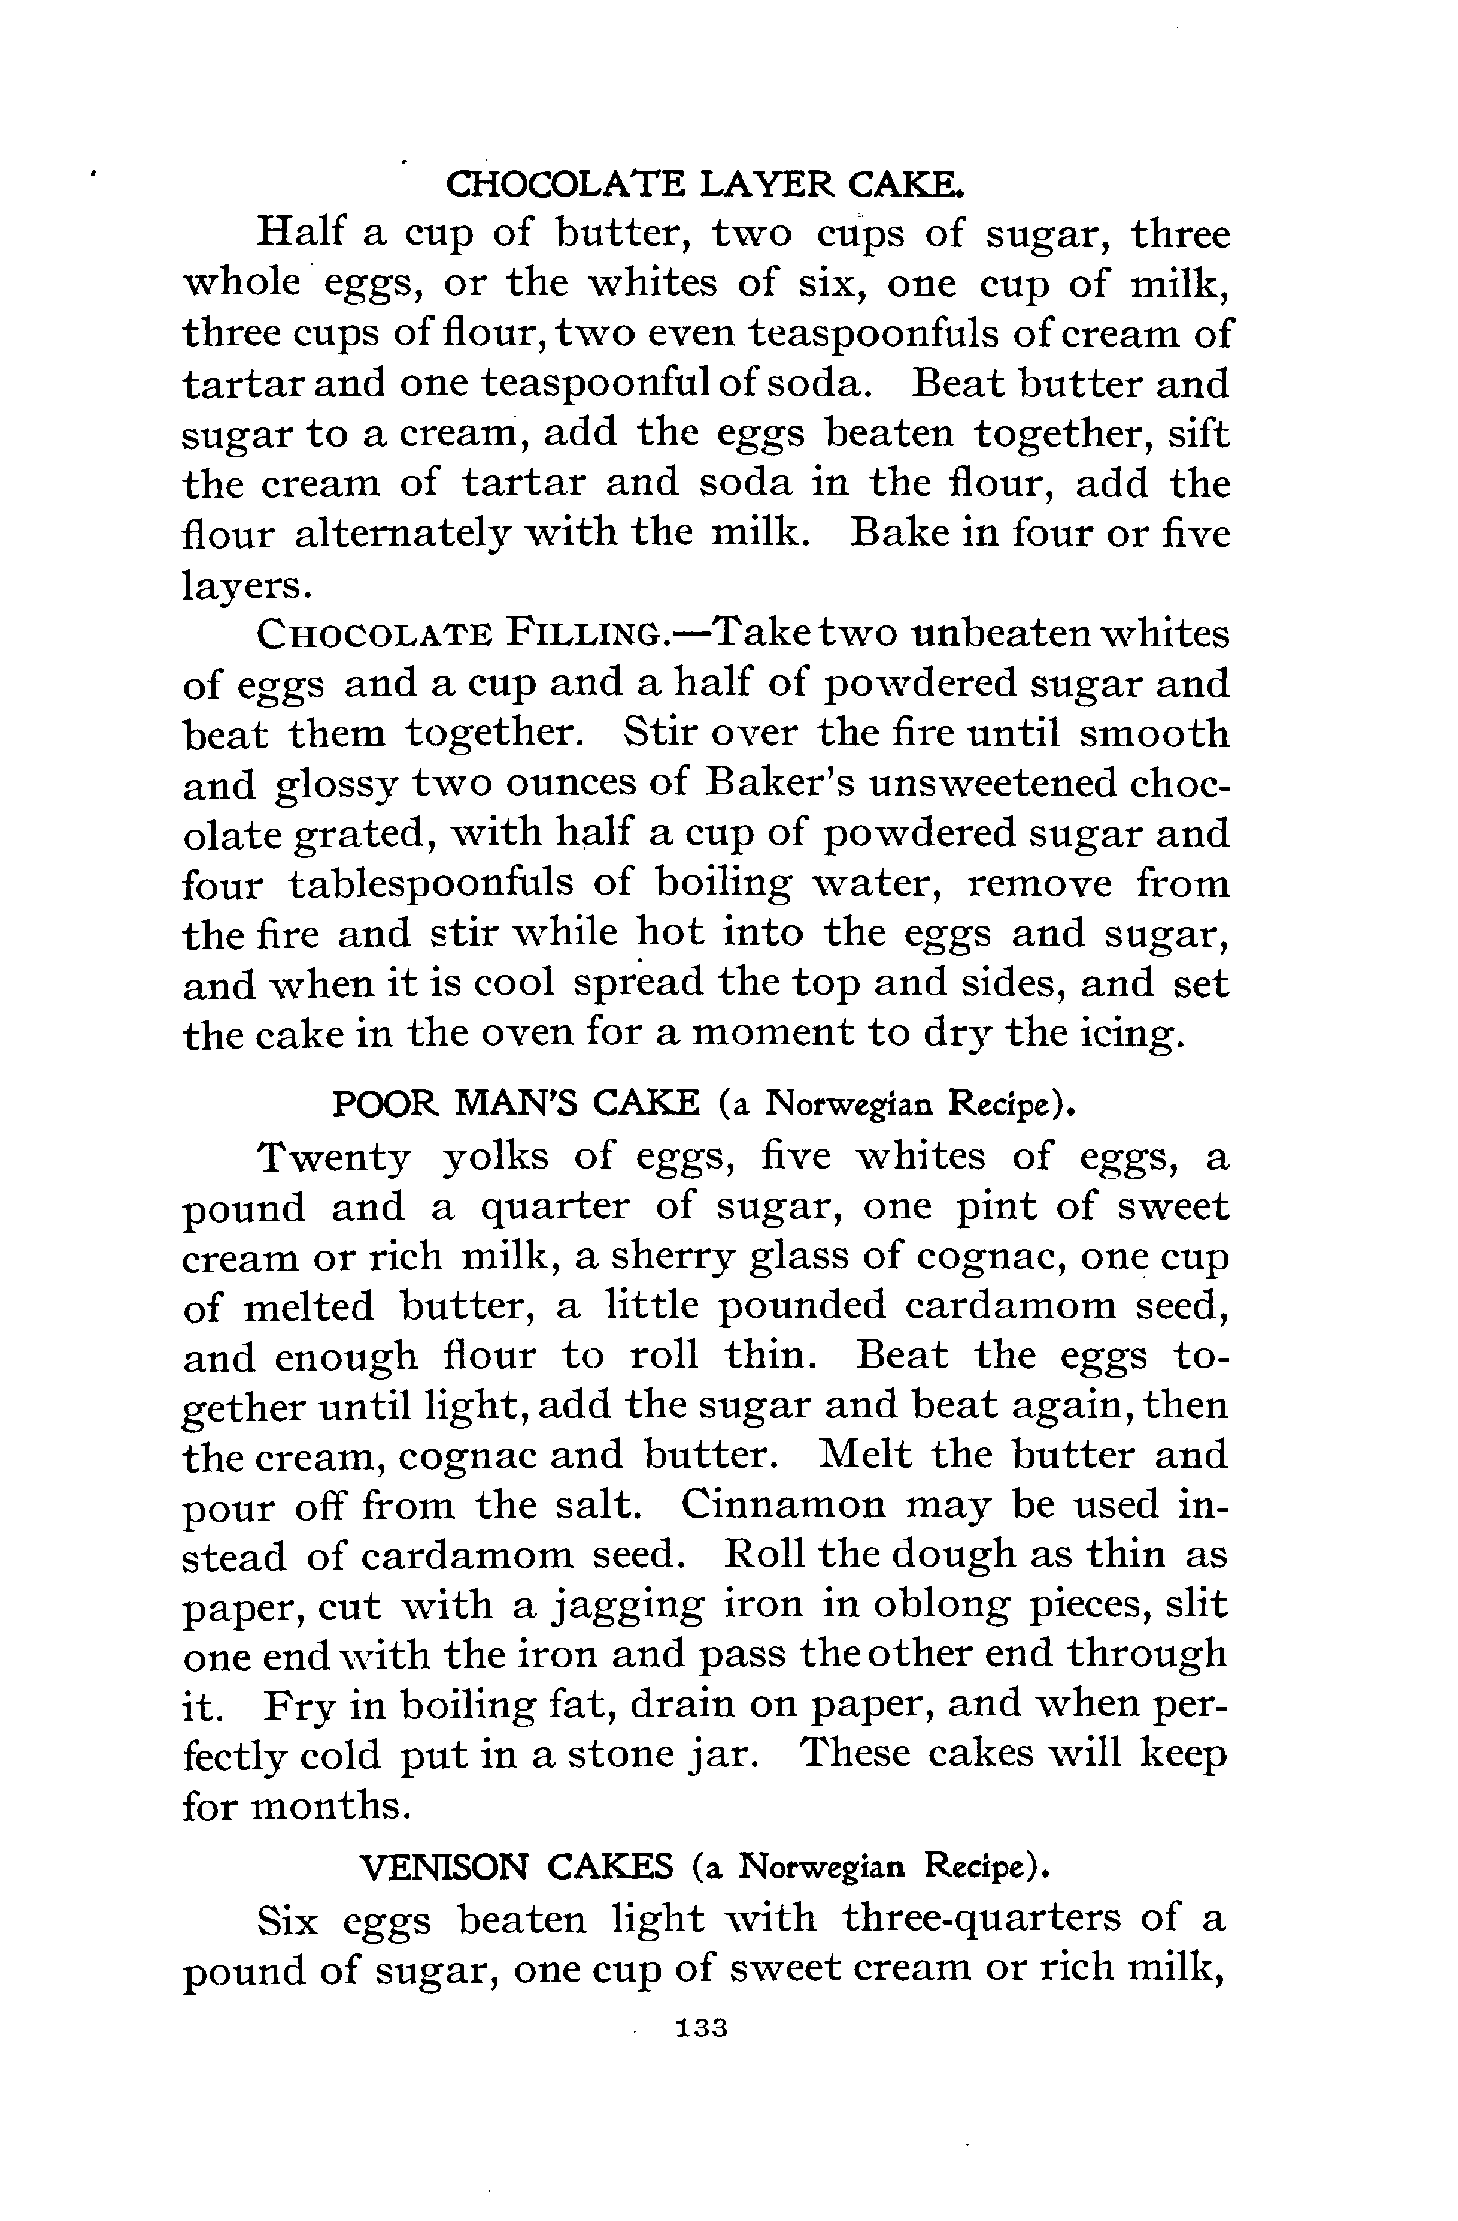 CHOCOLATE LAYER CAKE.
Half a cup of butter, two cups of sugar, three
whole eggs, or the whites of six, one cup of milk,
three cups of flour, two even teaspoonfuls of cream of
tartar and one teaspoonful of soda. Beat butter and
sugar to a cream, add the eggs beaten together, sift
the cream of tartar and soda in the flour, add the
flour alternately with the milk. Bake in four or five
layers.
CHOCOLATE FILLING.—Take two unbeaten whites
of eggs and a cup and a half of powdered sugar and
beat them together. Stir over the fire until smooth
and glossy two ounces of Baker's unsweetened choc-
olate grated, with half a cup of powdered sugar and
four tablespoonfuls of boiling water, remove from
the fire and stir while hot into the eggs and sugar,
and when it is cool spread the top and sides, and set
the cake in the oven for a moment to dry the icing.
POOR MAN'S CAKE (a Norwegian Recipe).
Twenty yolks of eggs, five whites of eggs, a
pound and a quarter of sugar, one pint of sweet
cream or rich milk, a sherry glass of cognac, one cup
of melted butter, a little pounded cardamom seed,
and enough flour to roll thin. Beat the eggs to-
gether until light, add the sugar and beat again, then
the cream, cognac and butter. Melt the butter and
pour off from the salt. Cinnamon may be used in-
stead of cardamom seed. Roll the dough as thin as
paper, cut with a jagging iron in oblong pieces, slit
one end with the iron and pass the other end through
it. Fry in boiling fat, drain on paper, and when per-
fectly cold put in a stone jar. These cakes will keep
for months.
VENISON CAKES (a Norwegian Recipe).
Six eggs beaten light with three-quarters of a
pound of sugar, one cup of sweet cream or rich milk,
133